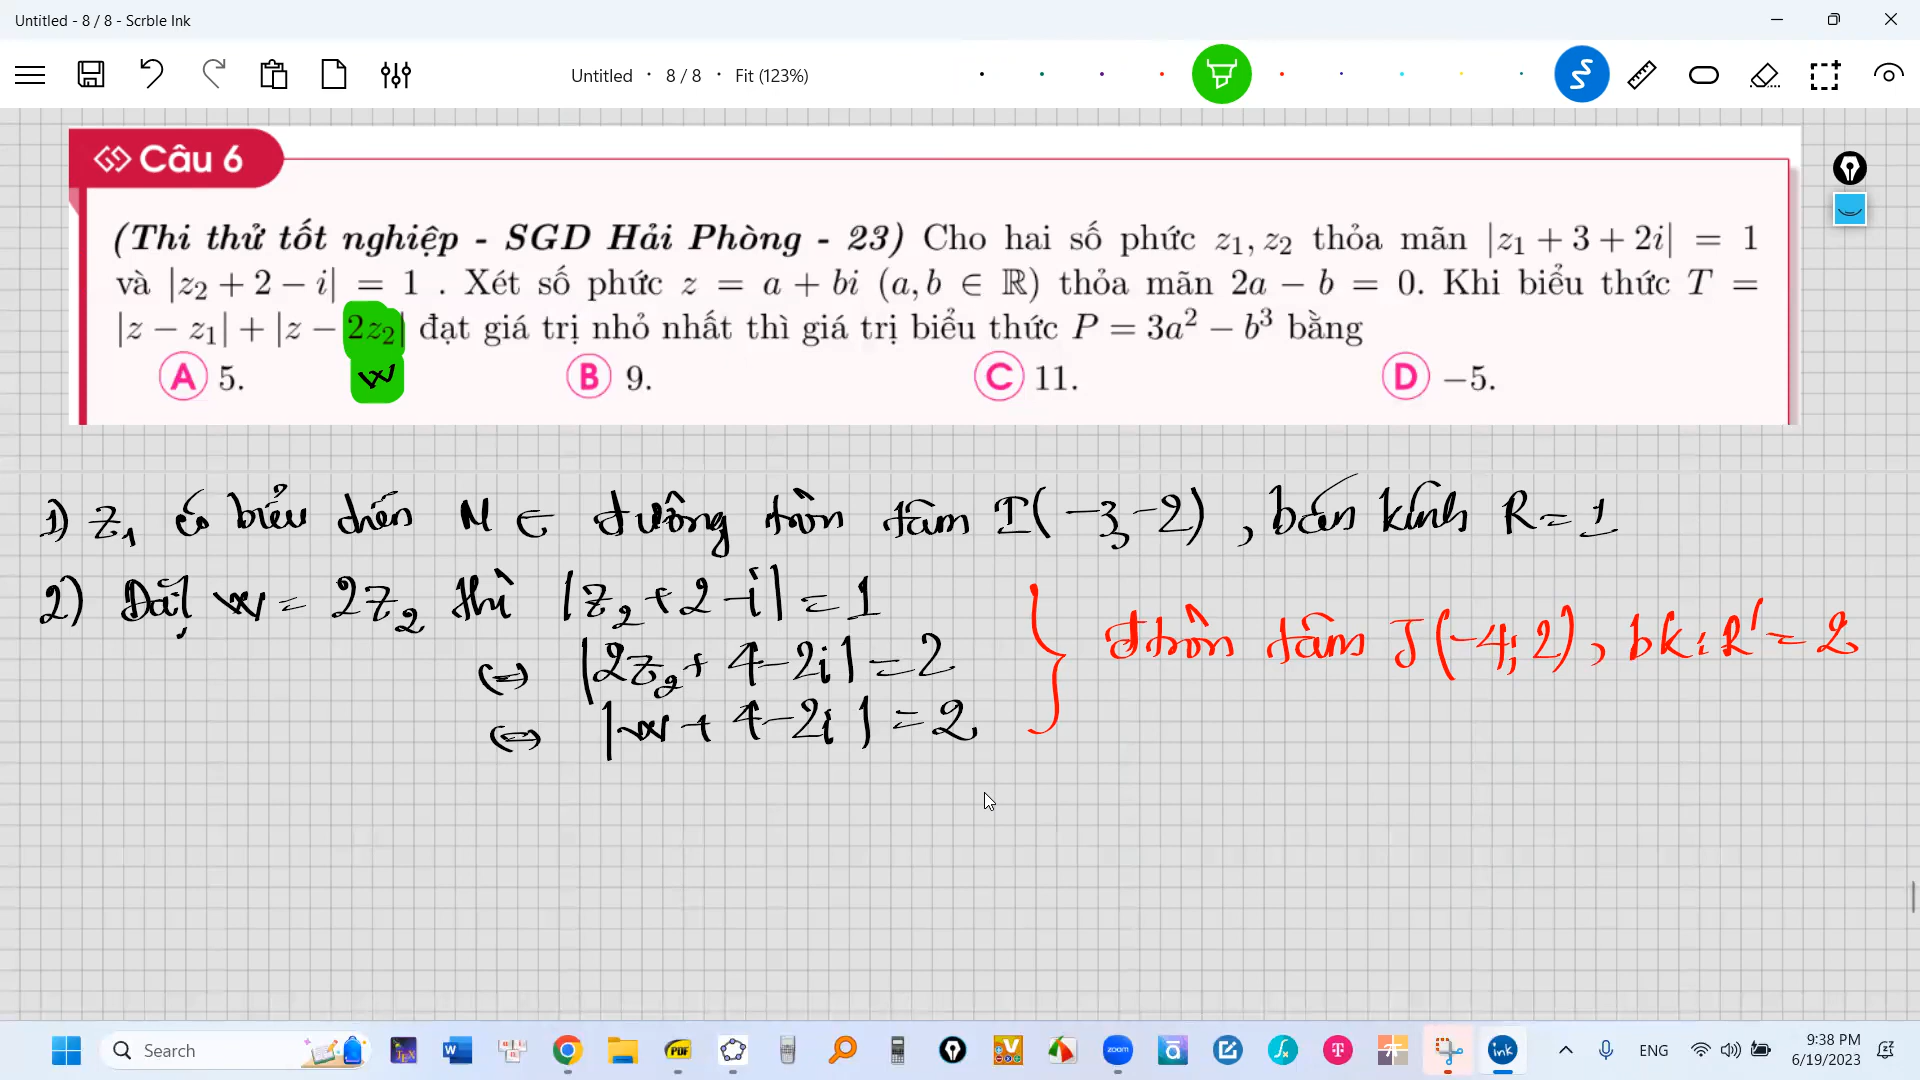 Untitled - 8 / 8 - Scrble Ink
Untitled • 8 / 8 • Fit (123%)
Câu 6
(Thi thử tốt nghiệp - SGD Hải Phòng - 23) Cho hai số phức z₁, z₂ thỏa mãn |z₁ + 3 + 2i| = 1
và |z₂ + 2 − i| = 1 . Xét số phức z = a + bi (a, b ∈ ℝ) thỏa mãn 2a − b = 0. Khi biểu thức T =
|z − z₁| + |z − 2z₂| đạt giá trị nhỏ nhất thì giá trị biểu thức P = 3a² − b³ bằng
A 5. W B 9. C 11. D −5.
1) z₁ có biểu diễn M ∈ đường tròn tâm I(−3, −2), bán kính R = 1
2) Đặt w = 2z₂ thì |z₂ + 2 − i| = 1
⇔ |2z₂ + 4 − 2i| = 2
⇔ |w + 4 − 2i| = 2
đtròn tâm J(−4; 2), bk: R' = 2
Search
PDF
zoom
ink
ENG
9:38 PM
6/19/2023